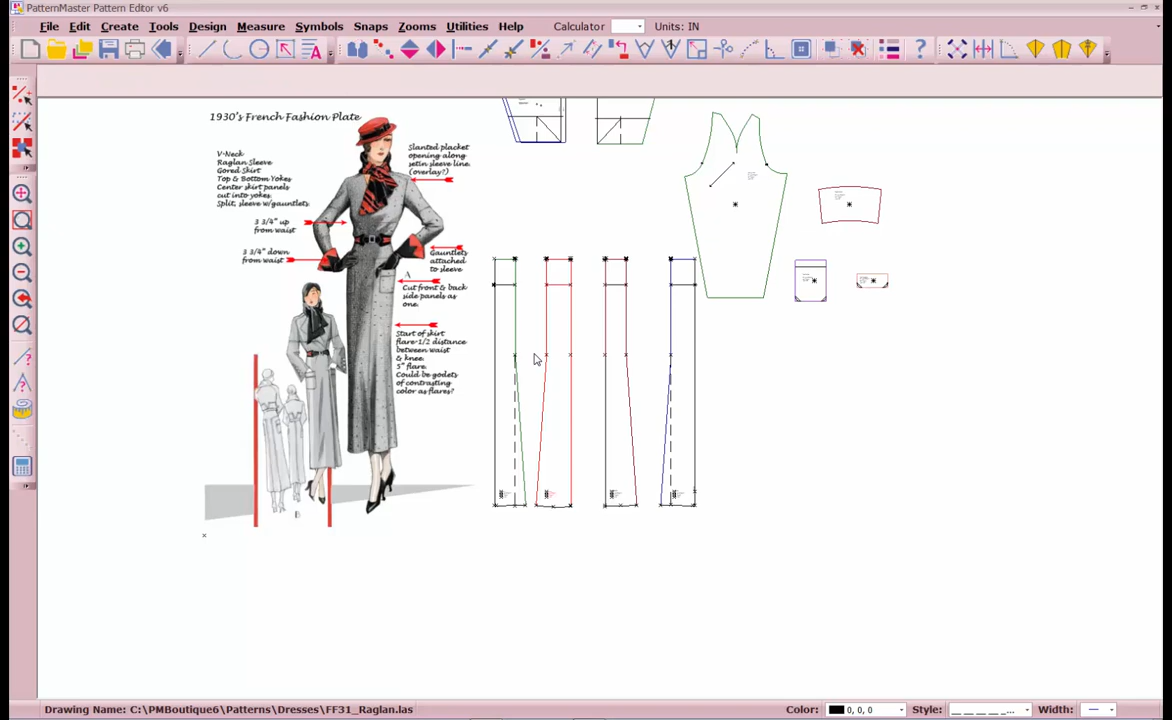 PatternMaster Pattern Editor v6
File Edit Create Tools Design Measure Symbols Snaps Zooms Utilities Help Calculator Units: IN
1930's French Fashion Plate
V-Neck
Raglan Sleeve
Gored Skirt
Top & Bottom Yokes
Center skirt panels
cut into yokes.
Split, sleeve w/gauntlets.
Slanted placket
opening along
setin sleeve line.
(overlay?)
3 3/4" up
from waist
3 3/4" down
from waist
Gauntlets
attached
to sleeve
A
Cut front & back
side panels as
one.
Start of skirt
flare-1/2 distance
between waist
& knee.
5" flare.
Could be godets
of contrasting
color as flares?
B
Drawing Name: C:\PMBoutique6\Patterns\Dresses\FF31_Raglan.las
Color: 0, 0, 0 Style: Width: